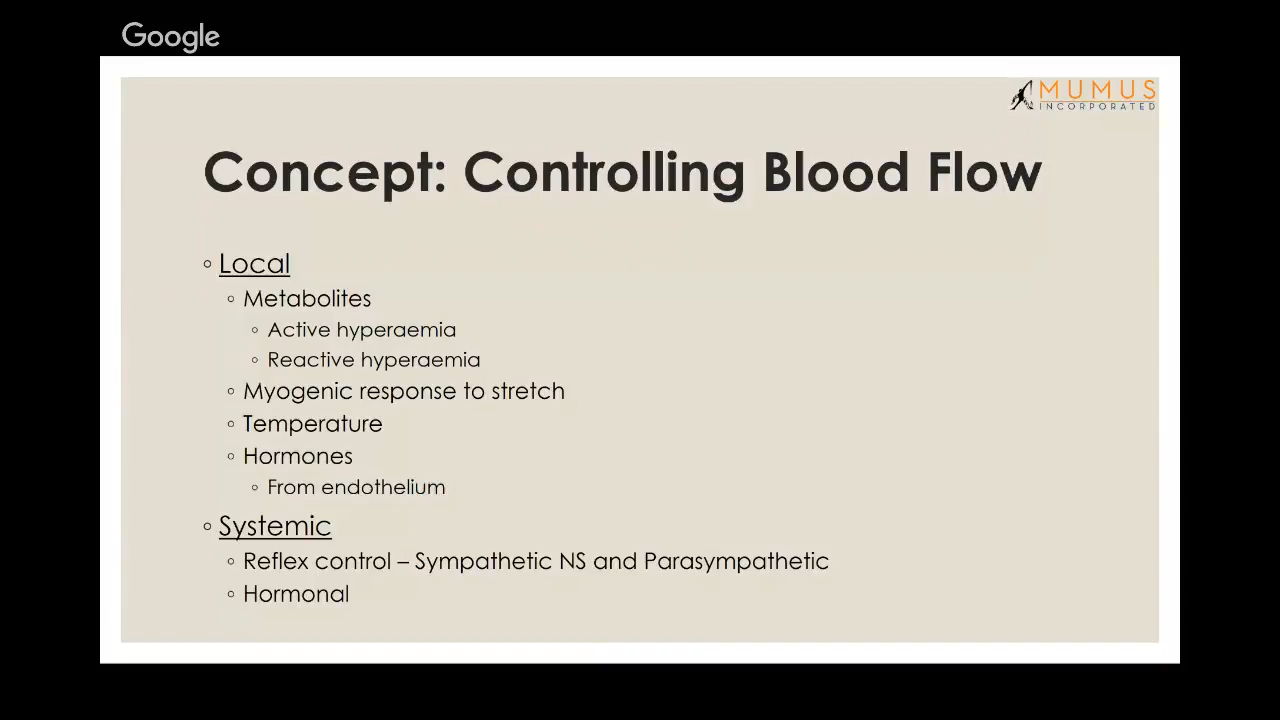 Google
MUMUS
INCORPORATED
Concept: Controlling Blood Flow
◦ Local
◦ Metabolites
◦ Active hyperaemia
◦ Reactive hyperaemia
◦ Myogenic response to stretch
◦ Temperature
◦ Hormones
◦ From endothelium
◦ Systemic
◦ Reflex control – Sympathetic NS and Parasympathetic
◦ Hormonal